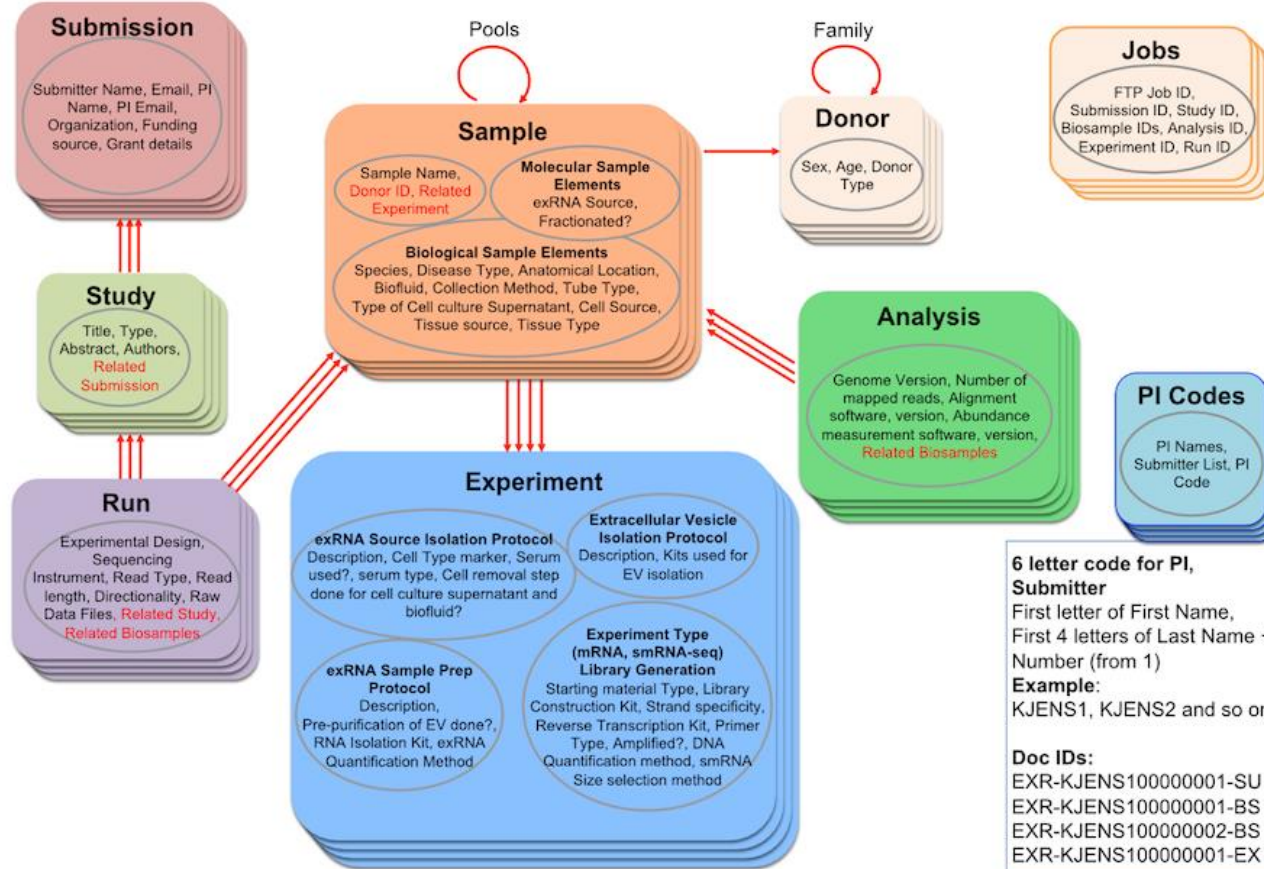 Submission
Submitter Name, Email, PI
Name, PI Email,
Organization, Funding
source, Grant details
Study
Title, Type,
Abstract, Authors,
Related
Submission
Run
Experimental Design,
Sequencing
Instrument, Read Type, Read
length, Directionality, Raw
Data Files, Related Study,
Related Biosamples
Pools
Sample
Sample Name,
Donor ID, Related
Experiment
Molecular Sample
Elements
exRNA Source,
Fractionated?
Biological Sample Elements
Species, Disease Type, Anatomical Location,
Biofluid, Collection Method, Tube Type,
Type of Cell culture Supernatant, Cell Source,
Tissue source, Tissue Type
Family
Donor
Sex, Age, Donor
Type
Experiment
exRNA Source Isolation Protocol
Description, Cell Type marker, Serum
used?, serum type, Cell removal step
done for cell culture supernatant and
biofluid?
Extracellular Vesicle
Isolation Protocol
Description, Kits used for
EV isolation
exRNA Sample Prep
Protocol
Description,
Pre-purification of EV done?,
RNA Isolation Kit, exRNA
Quantification Method
Experiment Type
(mRNA, smRNA-seq)
Library Generation
Starting material Type, Library
Construction Kit, Strand specificity,
Reverse Transcription Kit, Primer
Type, Amplified?, DNA
Quantification method, smRNA
Size selection method
Analysis
Genome Version, Number of
mapped reads, Alignment
software, version, Abundance
measurement software, version,
Related Biosamples
Jobs
FTP Job ID,
Submission ID, Study ID,
Biosample IDs, Analysis ID,
Experiment ID, Run ID
PI Codes
PI Names,
Submitter List, PI
Code
6 letter code for PI,
Submitter
First letter of First Name,
First 4 letters of Last Name
Number (from 1)
Example:
KJENS1, KJENS2 and so on
Doc IDs:
EXR-KJENS100000001-SU
EXR-KJENS100000001-BS
EXR-KJENS100000002-BS
EXR-KJENS100000001-EX